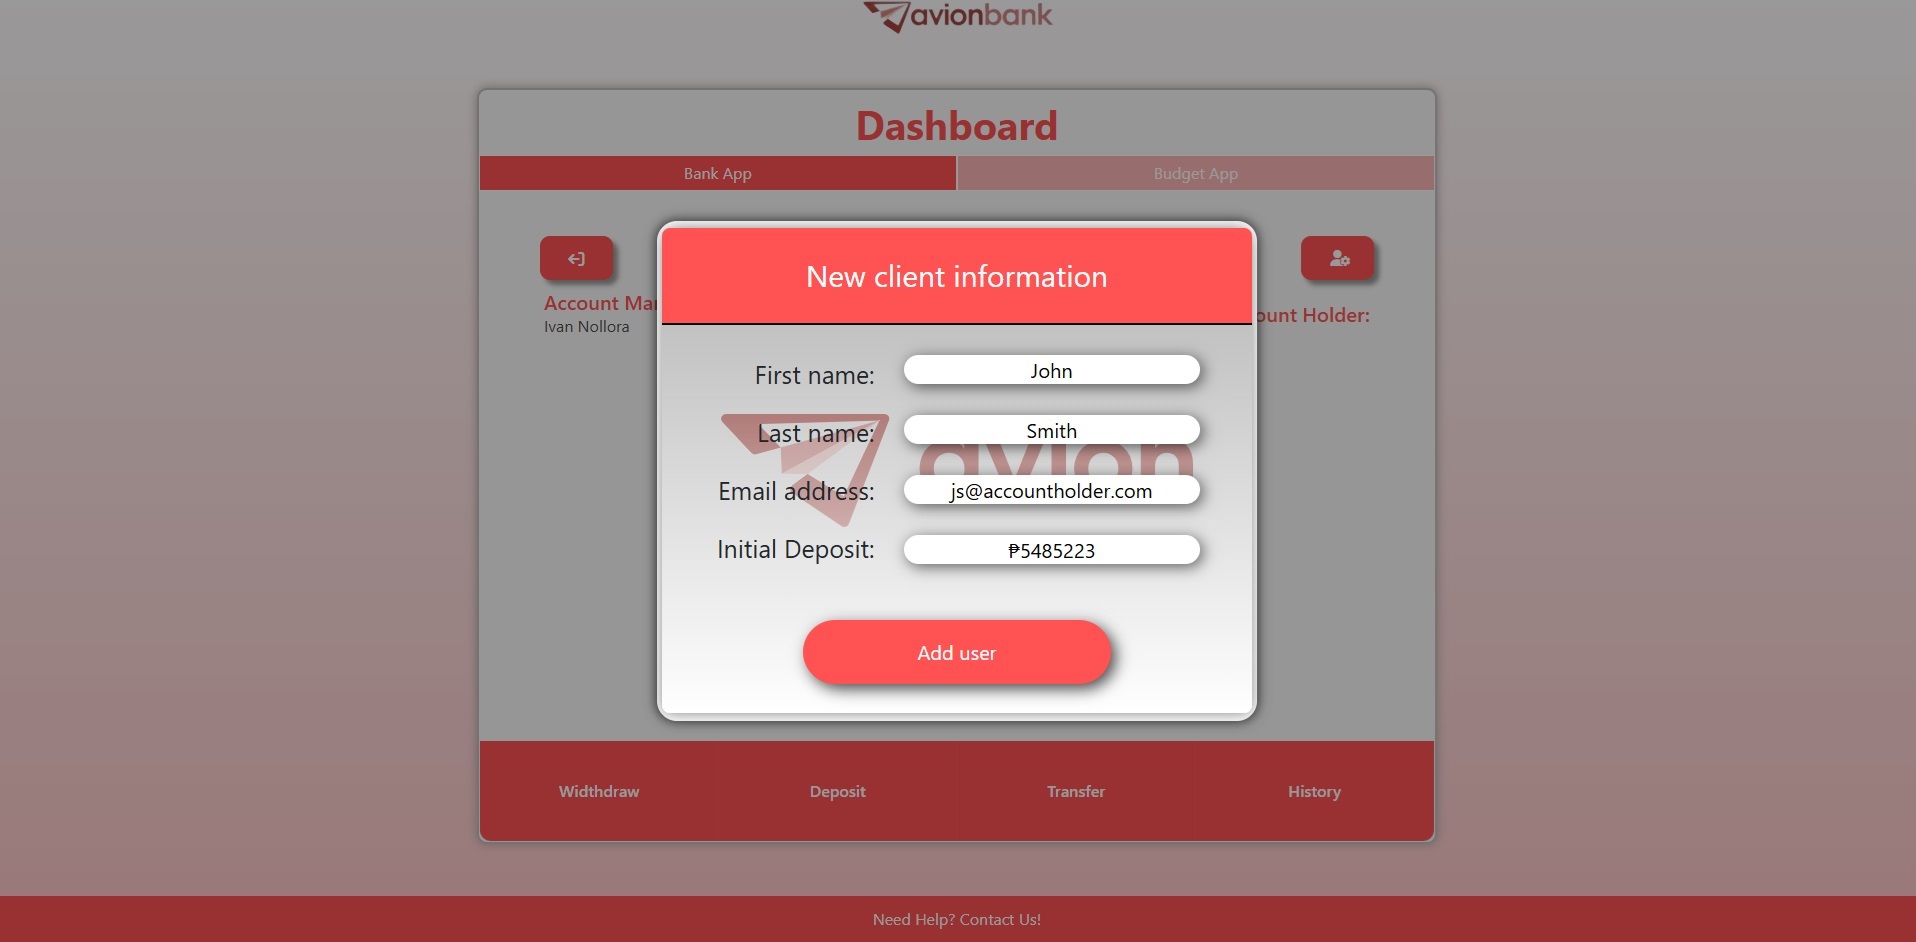 avionbank
Dashboard
Bank App
Budget App
Account Mar
Ivan Nollora
ount Holder:
New client information
First name:
John
Last name:
Smith
avion
Email address:
js@accountholder.com
Initial Deposit:
₱5485223
Add user
Widthdraw
Deposit
Transfer
History
Need Help? Contact Us!